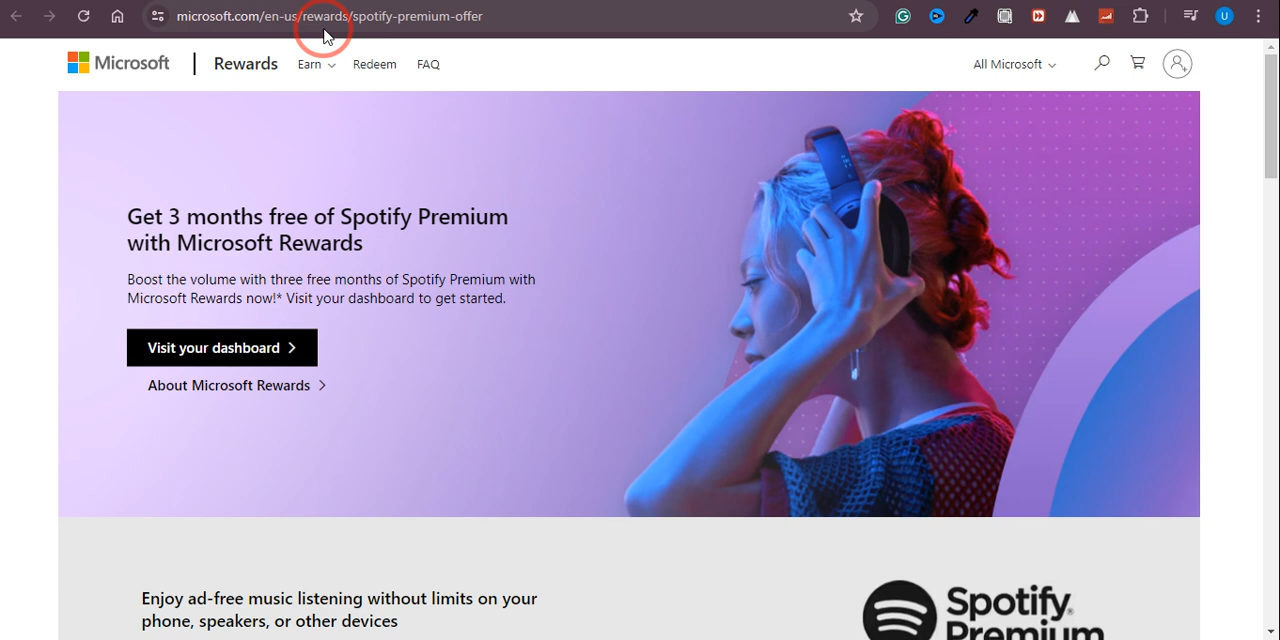 microsoft.com/en-us/rewards/spotify-premium-offer
U
Microsoft Rewards Earn Redeem FAQ All Microsoft
Get 3 months free of Spotify Premium
with Microsoft Rewards
Boost the volume with three free months of Spotify Premium with
Microsoft Rewards now!* Visit your dashboard to get started.
Visit your dashboard
About Microsoft Rewards
Enjoy ad-free music listening without limits on your
phone, speakers, or other devices
Spotify®
Premium